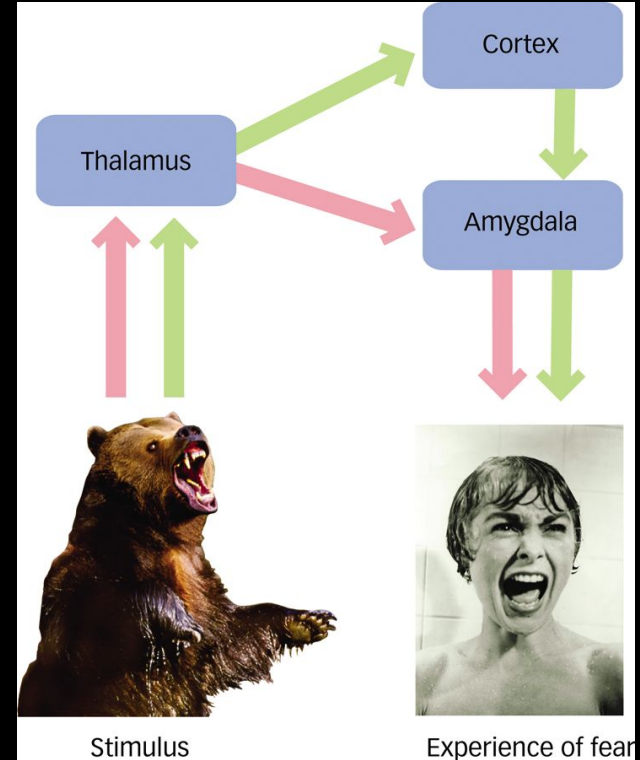 Cortex
Thalamus
Amygdala
Stimulus
Experience of fear